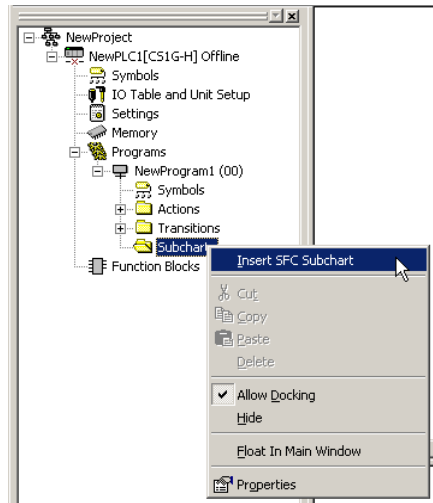 NewProject
NewPLC1[CS1G-H] Offline
Symbols
IO Table and Unit Setup
Settings
Memory
Programs
NewProgram1 (00)
Symbols
Actions
Transitions
Subchart
Function Blocks
Insert SFC Subchart
Cut
Copy
Paste
Delete
Allow Docking
Hide
Float In Main Window
Properties